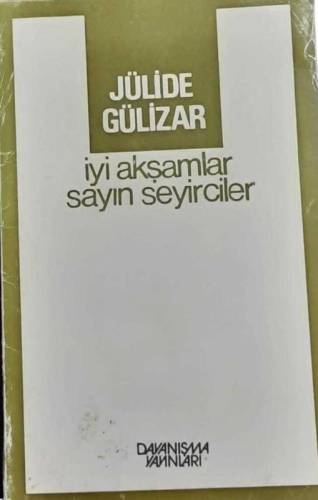 JÜLİDE
GÜLİZAR
iyi akşamlar
sayın seyirciler
DAYANIŞMA
YAYINLARI